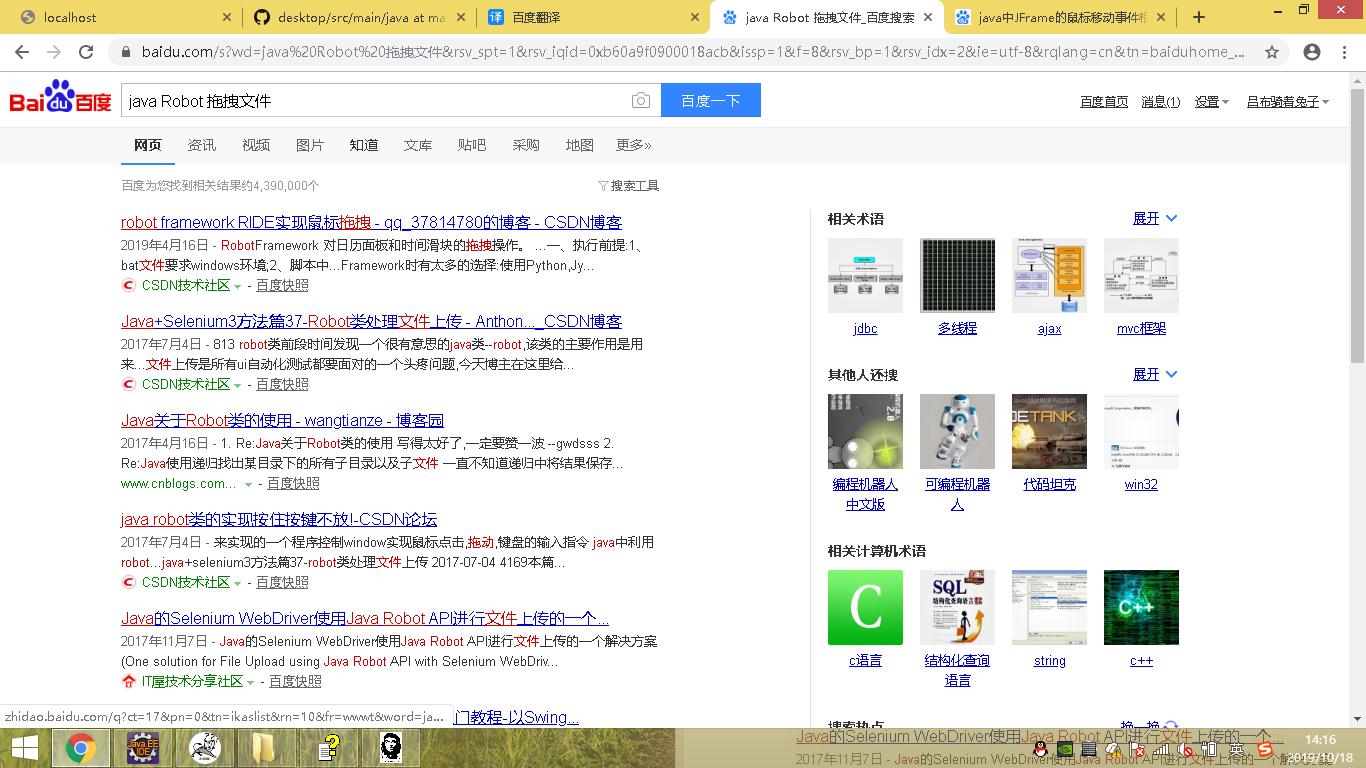 localhost
desktop/src/main/java at ma
百度翻译
java Robot 拖拽文件_百度搜索
java中JFrame的鼠标移动事件相
baidu.com/s?wd=java%20Robot%20拖拽文件&rsv_spt=1&rsv_iqid=0xb60a9f0900018acb&issp=1&f=8&rsv_bp=1&rsv_idx=2&ie=utf-8&rqlang=cn&tn=baiduhome_...
Bai du 百度
java Robot 拖拽文件
百度一下
百度首页 消息(1) 设置 吕布骑着兔子
网页 资讯 视频 图片 知道 文库 贴吧 采购 地图 更多»
百度为您找到相关结果约4,390,000个
搜索工具
robot framework RIDE实现鼠标拖拽 - qq_37814780的博客 - CSDN博客
2019年4月16日 - RobotFramework 对日历面板和时间滑块的拖拽操作。 ...一、执行前提:1、
bat文件要求windows环境;2、脚本中...Framework时有太多的选择:使用Python,Jy...
CSDN技术社区 - 百度快照
Java+Selenium3方法篇37-Robot类处理文件上传 - Anthon..._CSDN博客
2017年7月4日 - 813 robot类前段时间发现一个很有意思的java类--robot,该类的主要作用是用
来...文件上传是所有ui自动化测试都要面对的一个头疼问题,今天博主在这里给...
CSDN技术社区 - 百度快照
Java关于Robot类的使用 - wangtianze - 博客园
2017年4月16日 - 1. Re:Java关于Robot类的使用 写得太好了,一定要赞一波 --gwdsss 2.
Re:Java使用递归找出某目录下的所有子目录以及子文件 一直不知道递归中将结果保存...
www.cnblogs.com... - 百度快照
java robot类的实现按住按键不放!-CSDN论坛
2017年7月4日 - 来实现的一个程序控制window实现鼠标点击,拖动,键盘的输入指令 java中利用
robot...java+selenium3方法篇37-robot类处理文件上传 2017-07-04 4169本篇...
CSDN技术社区 - 百度快照
Java的Selenium WebDriver使用Java Robot API进行文件上传的一个...
2017年11月7日 - Java的Selenium WebDriver使用Java Robot API进行文件上传的一个解决方案
(One solution for File Upload using Java Robot API with Selenium WebDriv...
IT屋技术分享社区 - 百度快照
门教程-以Swing...
zhidao.baidu.com/q?ct=17&pn=0&tn=ikaslist&rn=10&fr=wwwt&word=ja...
相关术语
展开
jdbc 多线程 ajax mvc框架
其他人还搜
展开
2.0
DETANK
编程机器人中文版 可编程机器人 代码坦克 win32
相关计算机术语
C
SQL
结构化查询语言
C++
c语言 结构化查询语言 string c++
搜索热点
换一换
Java的Selenium WebDriver使用Java Robot API进行文件上传的一个...
2017年11月7日 - Java的Selenium WebDriver使用Java Robot API进行文件上传的一个解决方案
Java EE
IDE
英
14:16
2019/10/18